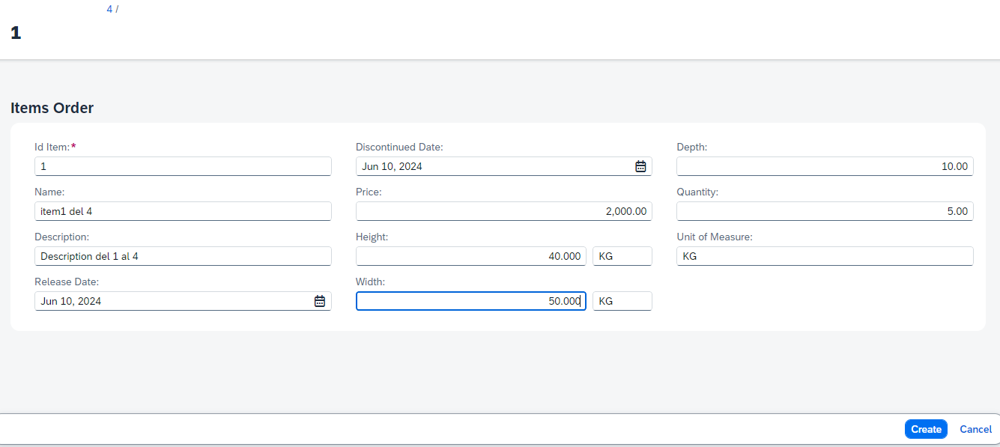 4 /
1
Items Order
Id Item:*
1
Name:
item1 del 4
Description:
Description del 1 al 4
Release Date:
Jun 10, 2024
Discontinued Date:
Jun 10, 2024
Price:
2,000.00
Height:
40.000 KG
Width:
50.000 KG
Depth:
10.00
Quantity:
5.00
Unit of Measure:
KG
Create Cancel